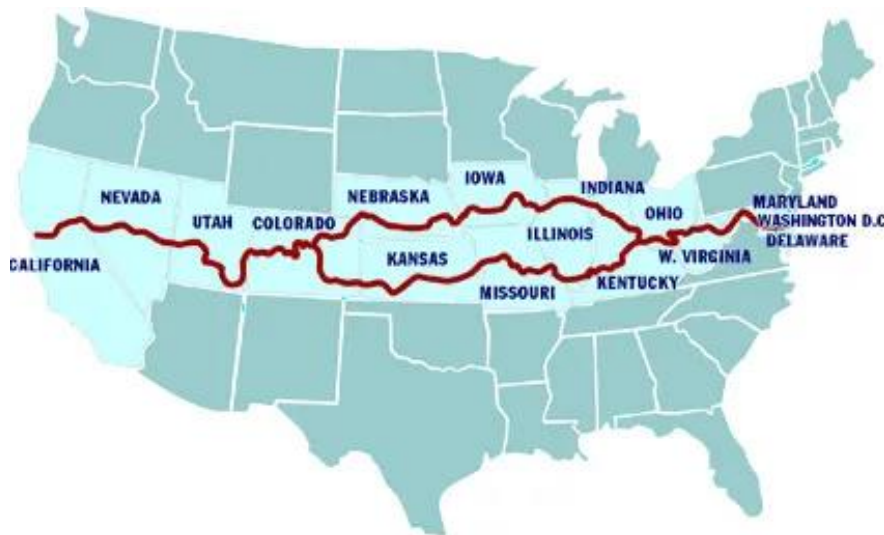 IOWA
NEVADA
NEBRASKA
INDIANA
MARYLAND
UTAH
COLORADO
OHIO
WASHINGTON D.C
ILLINOIS
DELAWARE
CALIFORNIA
KANSAS
W. VIRGINIA
MISSOURI
KENTUCKY